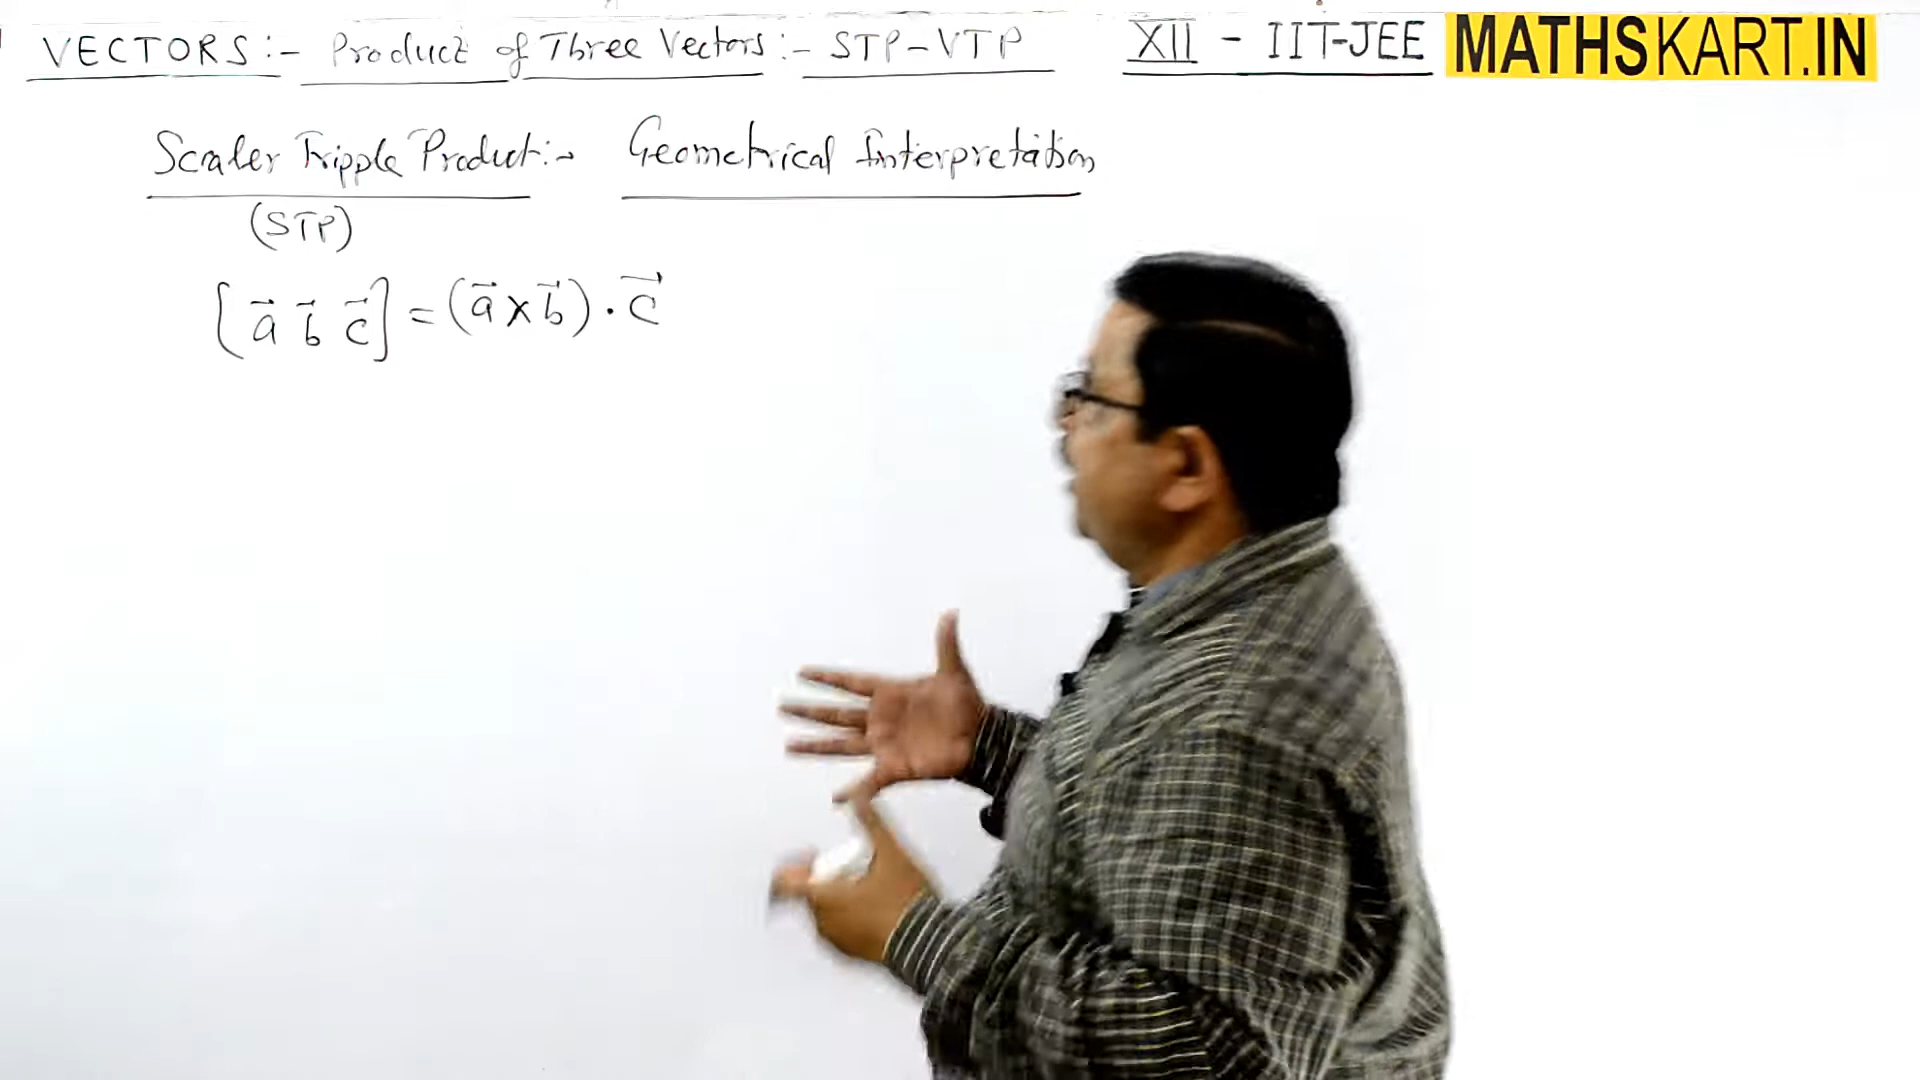 VECTORS:- Product of Three Vectors:- STP-VTP XII - IIT-JEE MATHSKART.IN
Scaler Tripple Product:→ Geometrical Interpretation
(STP)
[a⃗ b⃗ c⃗] = (a⃗ × b⃗) · c⃗